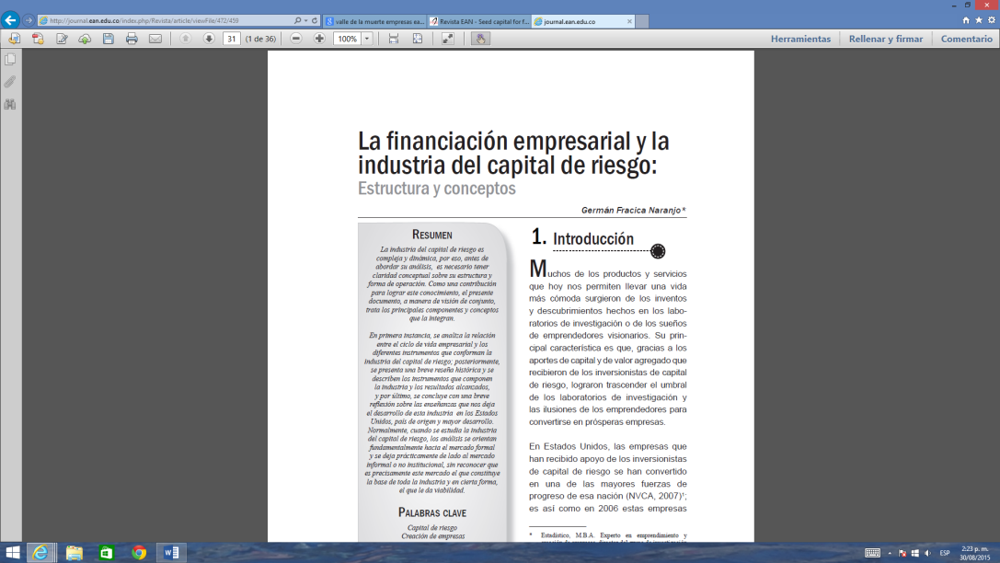 http://journal.ean.edu.co/index.php/Revista/article/viewFile/472/459
valle de la muerte empresas ea...
Revista EAN - Seed capital for f...
journal.ean.edu.co
31 (1 de 36) 100%
Herramientas Rellenar y firmar Comentario
La financiación empresarial y la
industria del capital de riesgo:
Estructura y conceptos
Germán Fracica Naranjo*
RESUMEN
La industria del capital de riesgo es
compleja y dinámica, por eso, antes de
abordar su análisis, es necesario tener
claridad conceptual sobre su estructura y
forma de operación. Como una contribución
para lograr este conocimiento, el presente
documento, a manera de visión de conjunto,
trata los principales componentes y conceptos
que la integran.
En primera instancia, se analiza la relación
entre el ciclo de vida empresarial y los
diferentes instrumentos que conforman la
industria del capital de riesgo; posteriormente,
se presenta una breve reseña histórica y se
describen los instrumentos que componen
la industria y los resultados alcanzados,
y por último, se concluye con una breve
reflexión sobre las enseñanzas que nos deja
el desarrollo de esta industria en los Estados
Unidos, país de origen y mayor desarrollo.
Normalmente, cuando se estudia la industria
del capital de riesgo, los análisis se orientan
fundamentalmente hacia el mercado formal
y se deja prácticamente de lado al mercado
informal o no institucional, sin reconocer que
es precisamente este mercado el que constituye
la base de toda la industria y en cierta forma,
el que le da viabilidad.
PALABRAS CLAVE
Capital de riesgo
Creación de empresas
1. Introducción
Muchos de los productos y servicios
que hoy nos permiten llevar una vida
más cómoda surgieron de los inventos
y descubrimientos hechos en los labo-
ratorios de investigación o de los sueños
de emprendedores visionarios. Su prin-
cipal característica es que, gracias a los
aportes de capital y de valor agregado que
recibieron de los inversionistas de capital
de riesgo, lograron trascender el umbral
de los laboratorios de investigación y
las ilusiones de los emprendedores para
convertirse en prósperas empresas.
En Estados Unidos, las empresas que
han recibido apoyo de los inversionistas
de capital de riesgo se han convertido
en una de las mayores fuerzas de
progreso de esa nación (NVCA, 2007)¹;
es así como en 2006 estas empresas
* Estadístico, M.B.A. Experto en emprendimiento y
ESP
2:23 p. m.
30/08/2015